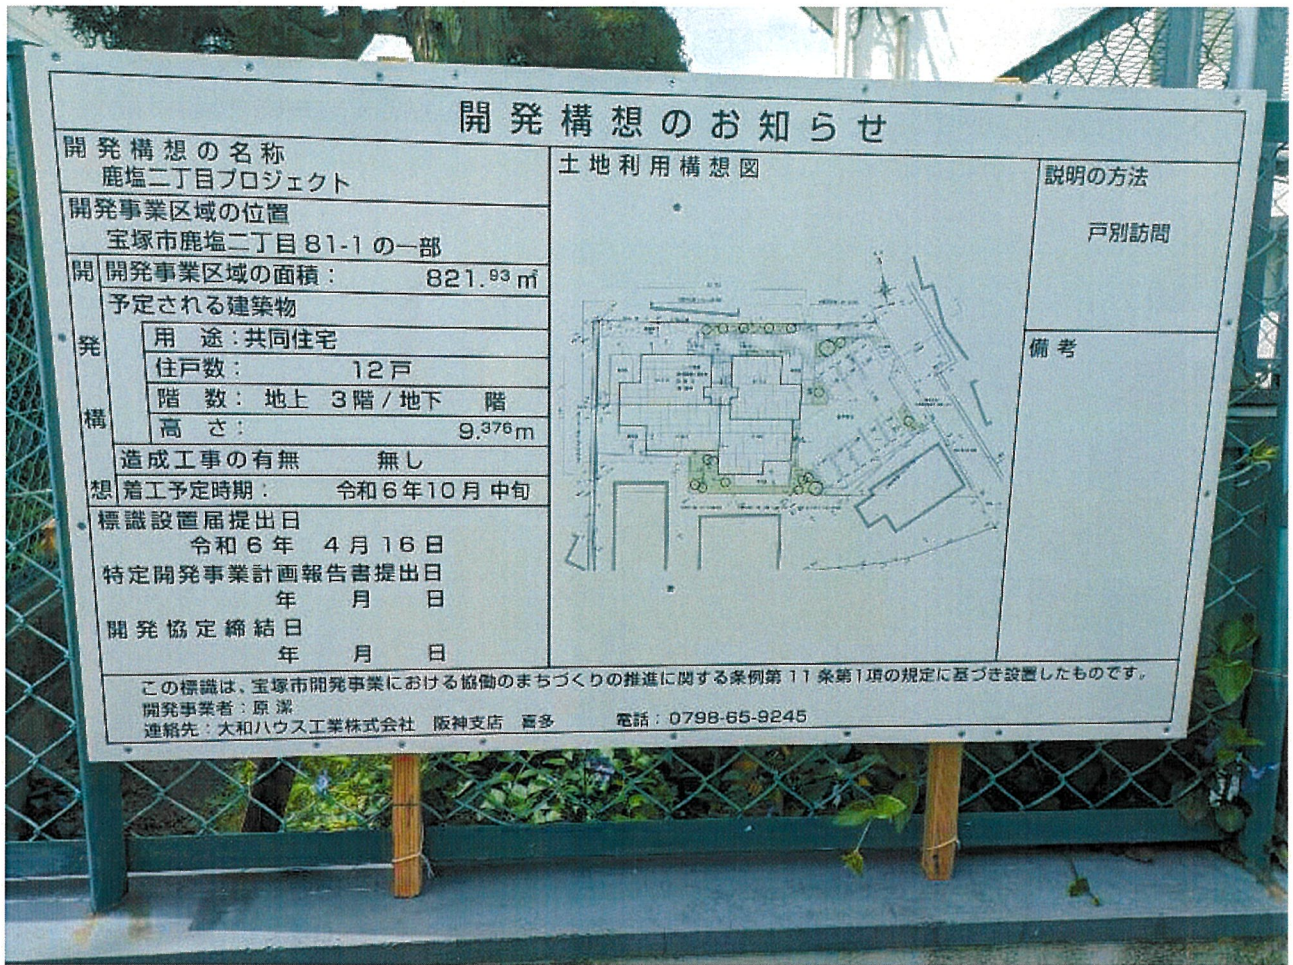 開発構想のお知らせ
開発構想の名称
鹿塩二丁目プロジェクト
開発事業区域の位置
宝塚市鹿塩二丁目81-1の一部
開発構想
開発事業区域の面積： 821.93㎡
予定される建築物
用 途：共同住宅
住戸数： 12戸
階 数： 地上 3階/地下 階
高 さ： 9.376m
造成工事の有無 無し
着工予定時期： 令和6年10月中旬
標識設置届提出日
令和6年 4月16日
特定開発事業計画報告書提出日
年 月 日
開発協定締結日
年 月 日
土地利用構想図
説明の方法
戸別訪問
備考
この標識は、宝塚市開発事業における協働のまちづくりの推進に関する条例第11条第1項の規定に基づき設置したものです。
開発事業者：原 潔
連絡先：大和ハウス工業株式会社 阪神支店 喜多 電話：0798-65-9245